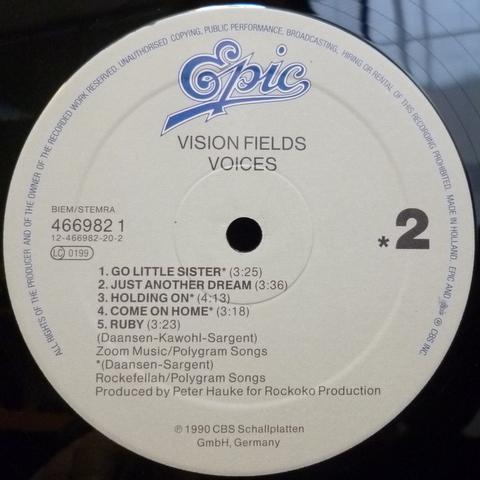 ALL RIGHTS OF THE PRODUCER AND OF THE OWNER OF THE RECORDED WORK RESERVED. UNAUTHORISED COPYING, PUBLIC PERFORMANCE, BROADCASTING, HIRING OR RENTAL OF THIS RECORDING PROHIBITED. MADE IN HOLLAND. EPIC AND Epic ® CBS INC.
Epic
VISION FIELDS
VOICES
BIEM/STEMRA
466982 1
12-466982-20-2
LC 0199
*2
1. GO LITTLE SISTER* (3:25)
2. JUST ANOTHER DREAM (3:36)
3. HOLDING ON* (4:13)
4. COME ON HOME* (3:18)
5. RUBY (3:23)
(Daansen-Kawohl-Sargent)
Zoom Music/Polygram Songs
*(Daansen-Sargent)
Rockefellah/Polygram Songs
Produced by Peter Hauke for Rockoko Production
℗ 1990 CBS Schallplatten
GmbH, Germany